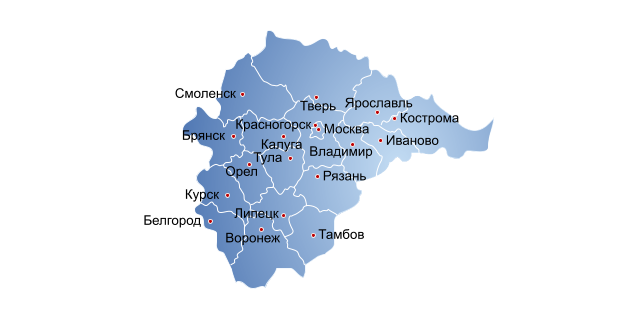 Смоленск
Тверь
Ярославль
Кострома
Красногорск
Москва
Брянск
Калуга
Владимир
Иваново
Тула
Орел
Рязань
Курск
Белгород
Липецк
Воронеж
Тамбов